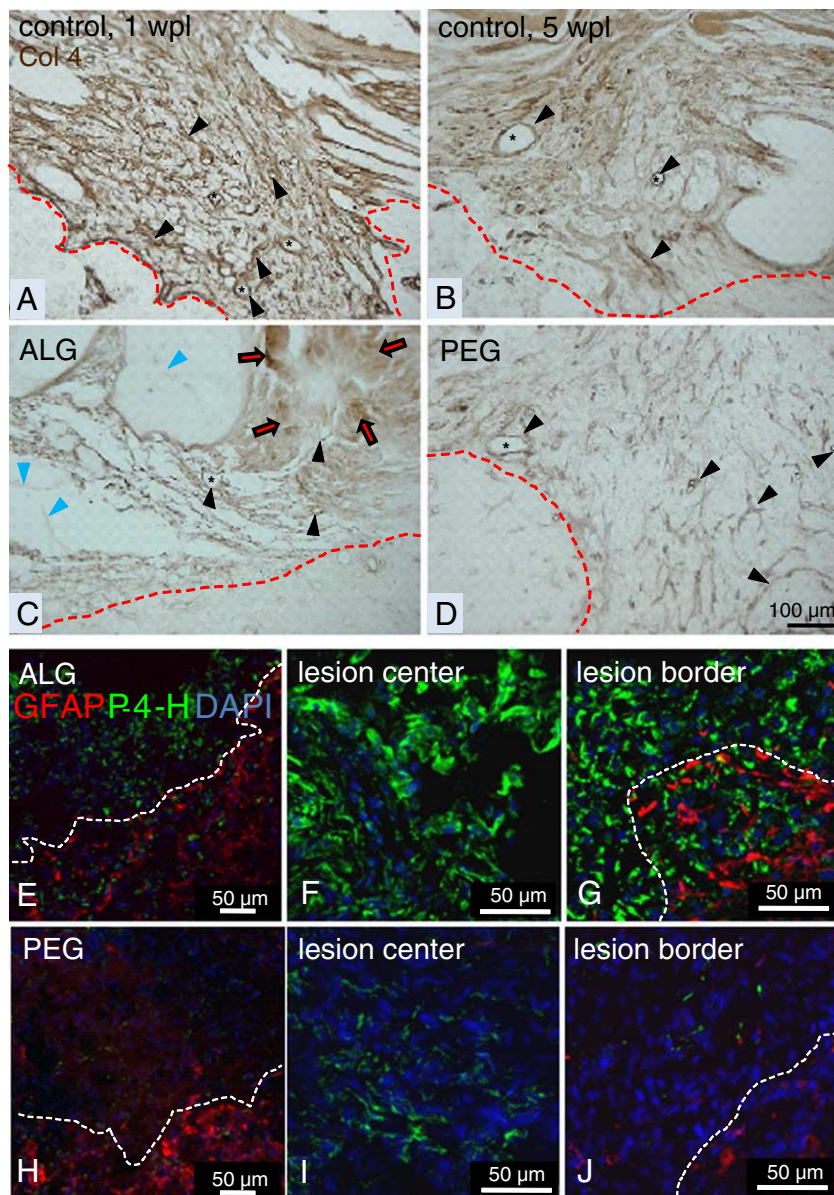 control, 1 wpl
Col 4
A
control, 5 wpl
B
ALG
C
PEG
D
100 µm
ALG
GFAP P-4-H DAPI
E
50 µm
lesion center
F
50 µm
lesion border
G
50 µm
PEG
H
50 µm
lesion center
I
50 µm
lesion border
J
50 µm